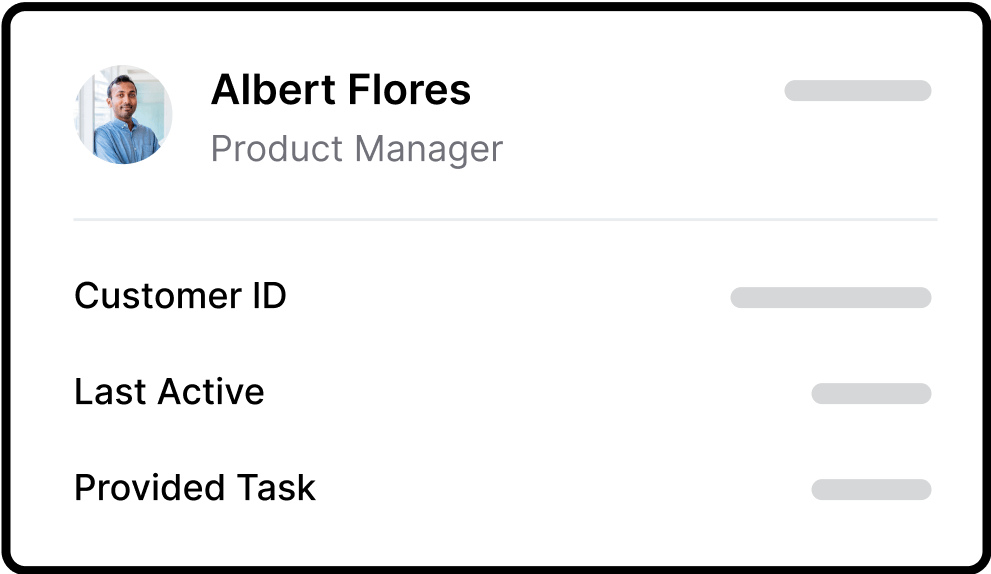 Albert Flores
Product Manager
Customer ID
Last Active
Provided Task